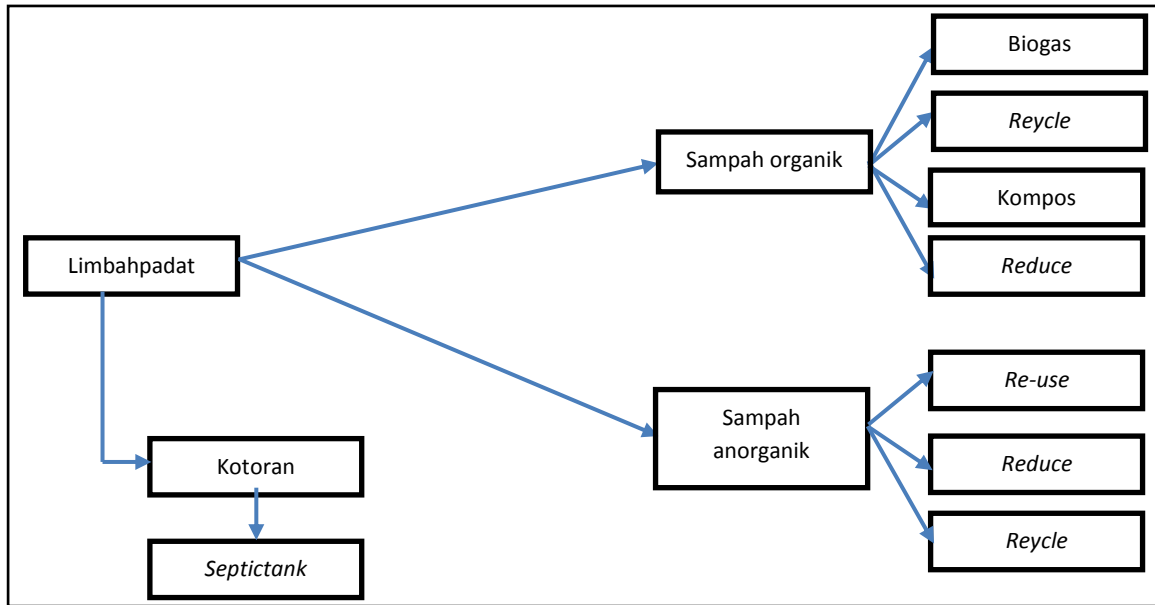 Biogas
Reycle
Sampah organik
Kompos
Reduce
Limbahpadat
Re-use
Sampah
anorganik
Reduce
Kotoran
Reycle
Septictank